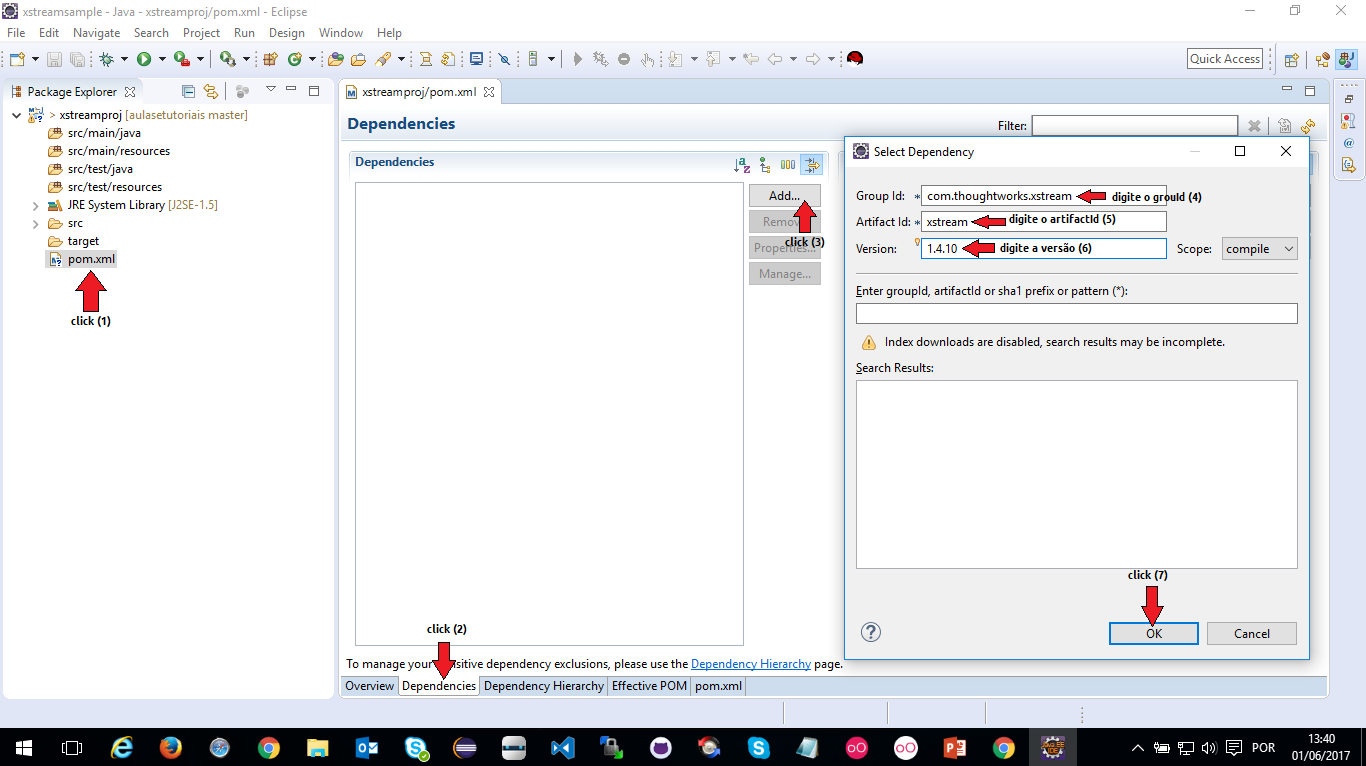 xstreamsample - Java - xstreamproj/pom.xml - Eclipse
File Edit Navigate Search Project Run Design Window Help
Quick Access
Package Explorer
xstreamproj/pom.xml
> xstreamproj [aulasetutoriais master]
src/main/java
src/main/resources
src/test/java
src/test/resources
JRE System Library [J2SE-1.5]
src
target
pom.xml
click (1)
Dependencies
Filter:
Dependencies
Add...
Remov
click (3)
Properties...
Manage...
click (2)
To manage your sitive dependency exclusions, please use the Dependency Hierarchy page.
Overview Dependencies Dependency Hierarchy Effective POM pom.xml
Select Dependency
Group Id: * com.thoughtworks.xstream digite o grouId (4)
Artifact Id: * xstream digite o artifactId (5)
Version: 1.4.10 digite a versão (6) Scope: compile
Enter groupId, artifactId or sha1 prefix or pattern (*):
Index downloads are disabled, search results may be incomplete.
Search Results:
click (7)
OK Cancel
POR
13:40
01/06/2017